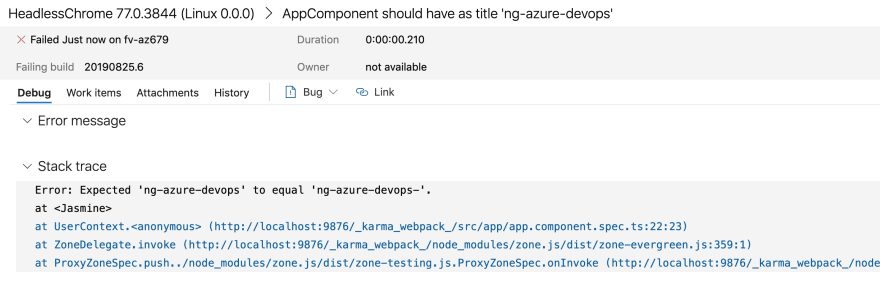 HeadlessChrome 77.0.3844 (Linux 0.0.0) > AppComponent should have as title 'ng-azure-devops'
Failed Just now on fv-az679 Duration 0:00:00.210
Failing build 20190825.6 Owner not available
Debug Work items Attachments History Bug Link
Error message
Stack trace
Error: Expected 'ng-azure-devops' to equal 'ng-azure-devops-'.
at <Jasmine>
at UserContext.<anonymous> (http://localhost:9876/_karma_webpack_/src/app/app.component.spec.ts:22:23)
at ZoneDelegate.invoke (http://localhost:9876/_karma_webpack_/node_modules/zone.js/dist/zone-evergreen.js:359:1)
at ProxyZoneSpec.push../node_modules/zone.js/dist/zone-testing.js.ProxyZoneSpec.onInvoke (http://localhost:9876/_karma_webpack_/node